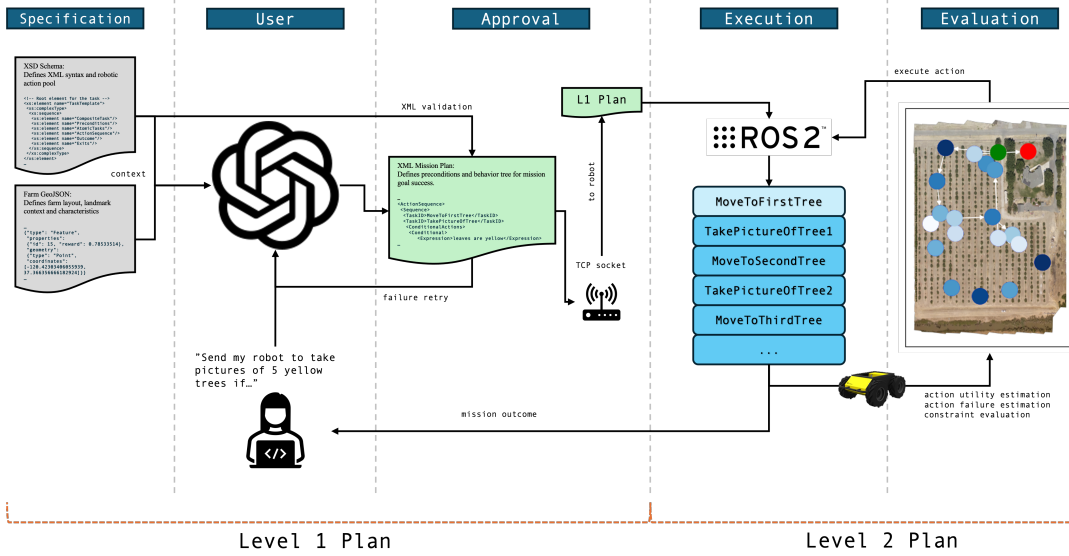 Specification
User
Approval
Execution
Evaluation
XSD Schema:
Defines XML syntax and robotic
action pool
<!-- Root element for the task -->
<xs:element name="TaskTemplate">
<xs:complexType>
<xs:sequence>
<xs:element name="CompositeTask"/>
<xs:element name="Preconditions"/>
<xs:element name="AtomicTasks"/>
<xs:element name="ActionSequence"/>
<xs:element name="Outcome"/>
<xs:element name="Exits"/>
</xs:sequence>
</xs:complexType>
</xs:element>
…
context
Farm GeoJSON:
Defines farm layout, landmark
context and characteristics
…
{"type": "Feature",
"properties":
{"id": 15, "reward": 0.78533514},
"geometry":
{"type": "Point",
"coordinates":
…
XML validation
XML Mission Plan:
Defines preconditions and behavior tree for mission
goal success.
…
<ActionSequence>
<Sequence>
<TaskID>MoveToFirstTree</TaskID>
<TaskID>TakePictureOfTree</TaskID>
<ConditionalActions>
<Conditional>
<Expression>leaves are yellow</Expression>
…
failure retry
"Send my robot to take
pictures of 5 yellow
trees if…"
</>
L1 Plan
to robot
TCP socket
execute action
ROS 2™
MoveToFirstTree
TakePictureOfTree1
MoveToSecondTree
TakePictureOfTree2
MoveToThirdTree
...
action utility estimation
action failure estimation
constraint evaluation
mission outcome
Level 1 Plan
Level 2 Plan